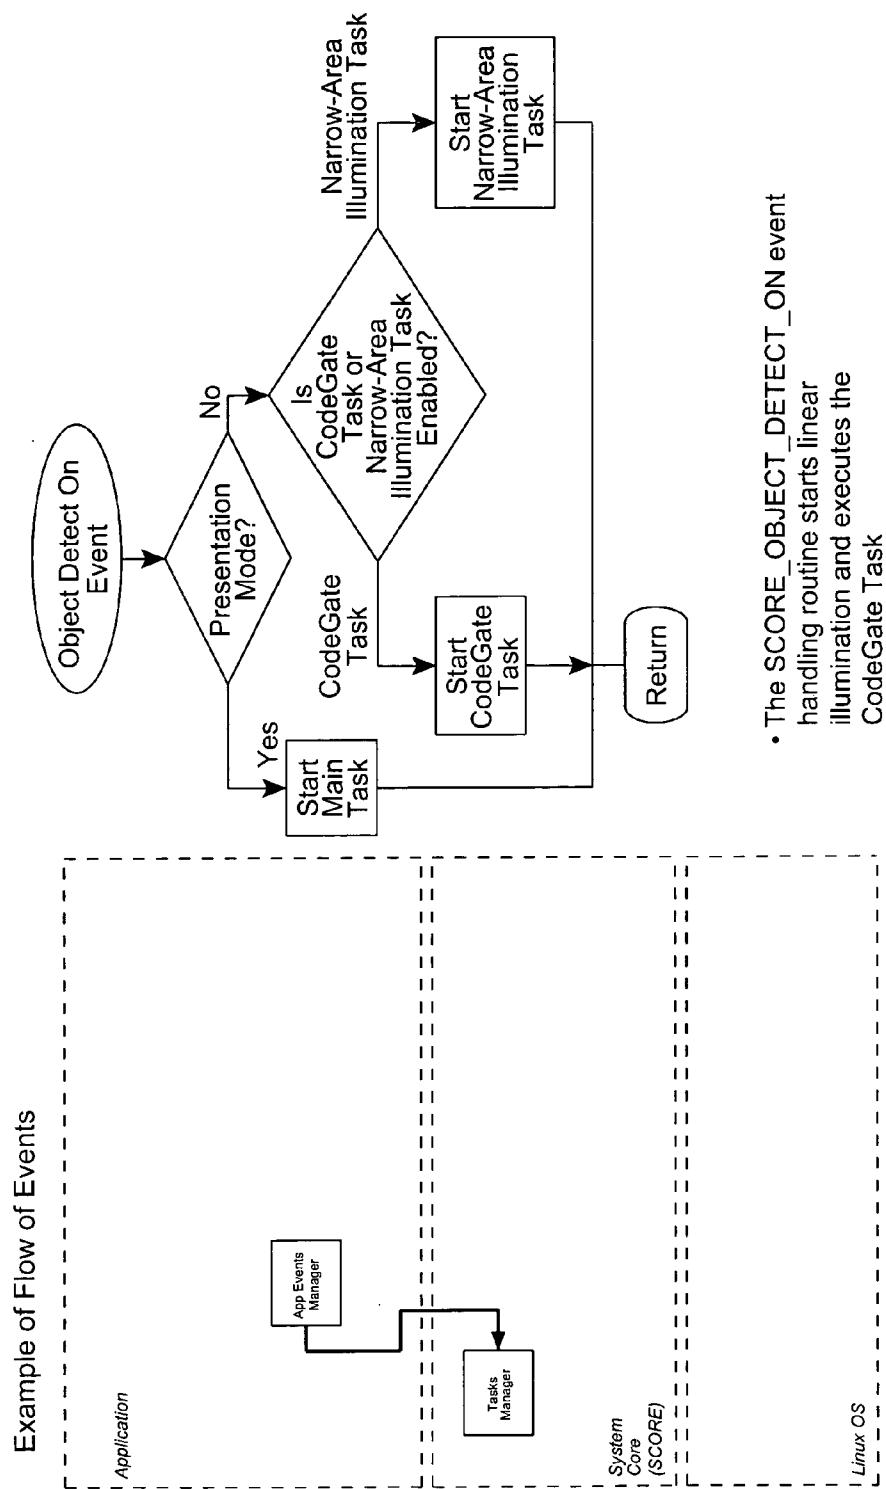 Example of Flow of Events
Application
App Events
Manager
Tasks
Manager
System
Core
(SCORE)
Linux OS
Object Detect On
Event
Presentation
Mode?
Yes
No
Start
Main
Task
Is
CodeGate
Task or
Narrow-Area
Illumination Task
Enabled?
CodeGate
Task
Narrow-Area
Illumination Task
Start
CodeGate
Task
Start
Narrow-Area
Illumination
Task
Return
• The SCORE_OBJECT_DETECT_ON event
handling routine starts linear
illumination and executes the
CodeGate Task